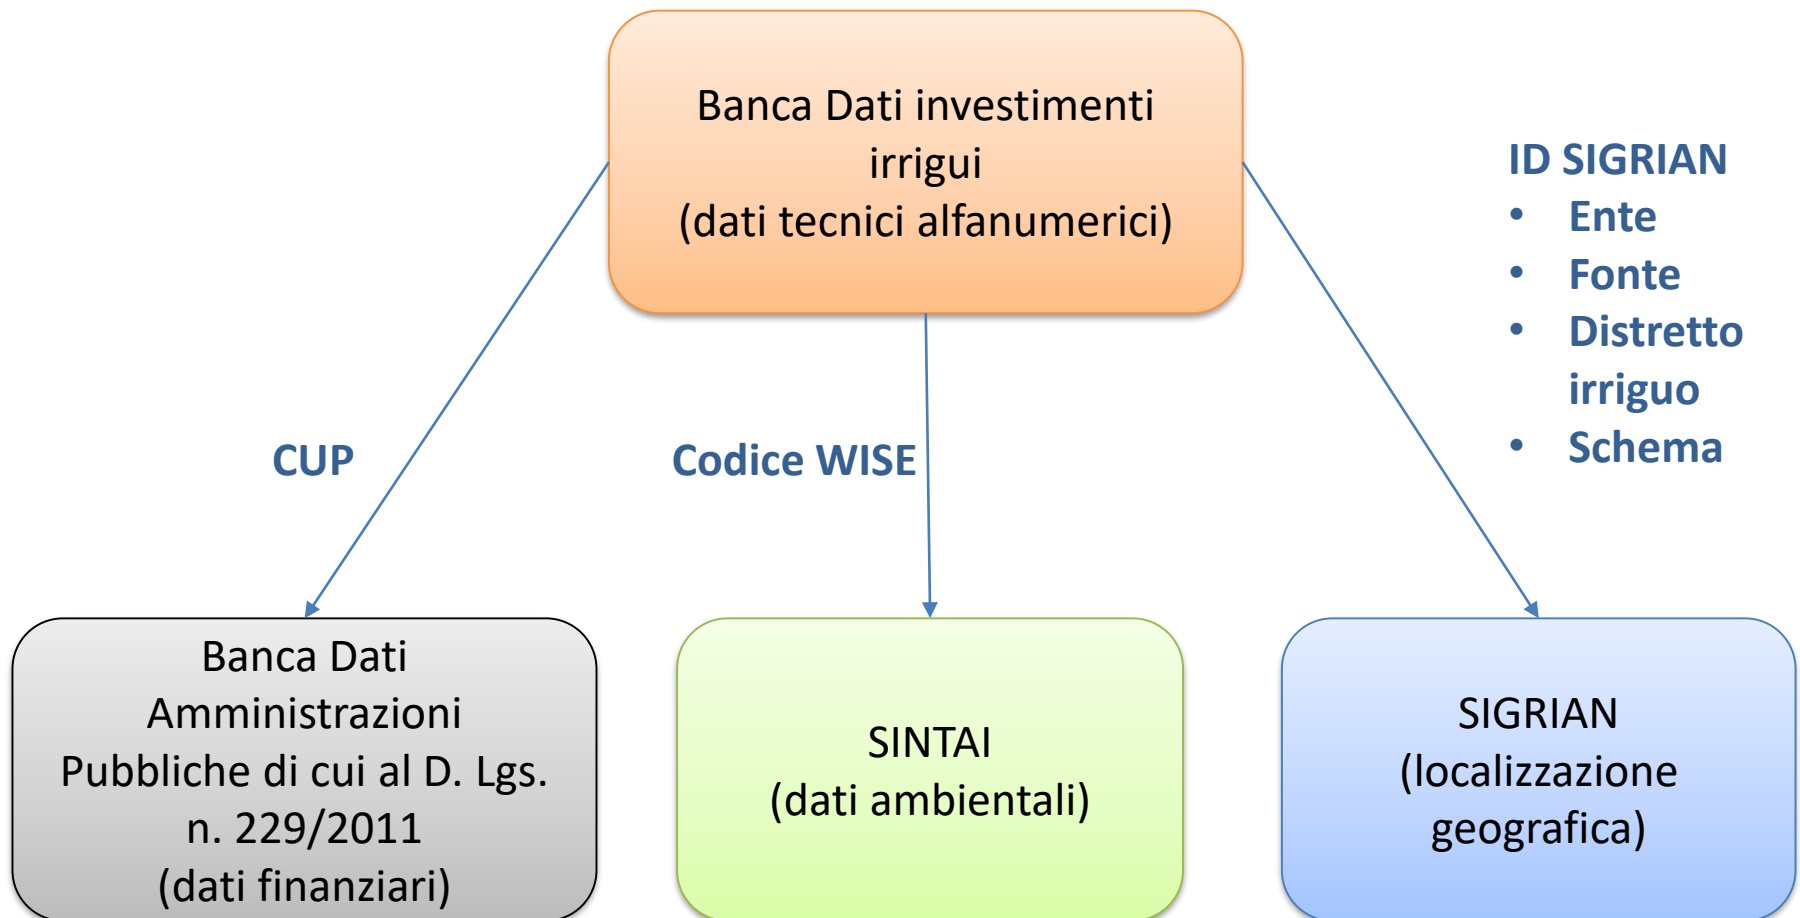 Banca Dati investimenti
irrigui
(dati tecnici alfanumerici)
ID SIGRIAN
• Ente
• Fonte
• Distretto
irriguo
• Schema
CUP
Codice WISE
Banca Dati
Amministrazioni
Pubbliche di cui al D. Lgs.
n. 229/2011
(dati finanziari)
SINTAI
(dati ambientali)
SIGRIAN
(localizzazione
geografica)